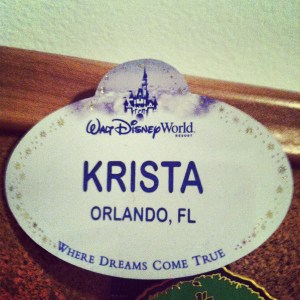 Walt Disney World
RESORT
KRISTA
ORLANDO, FL
WHERE DREAMS COME TRUE